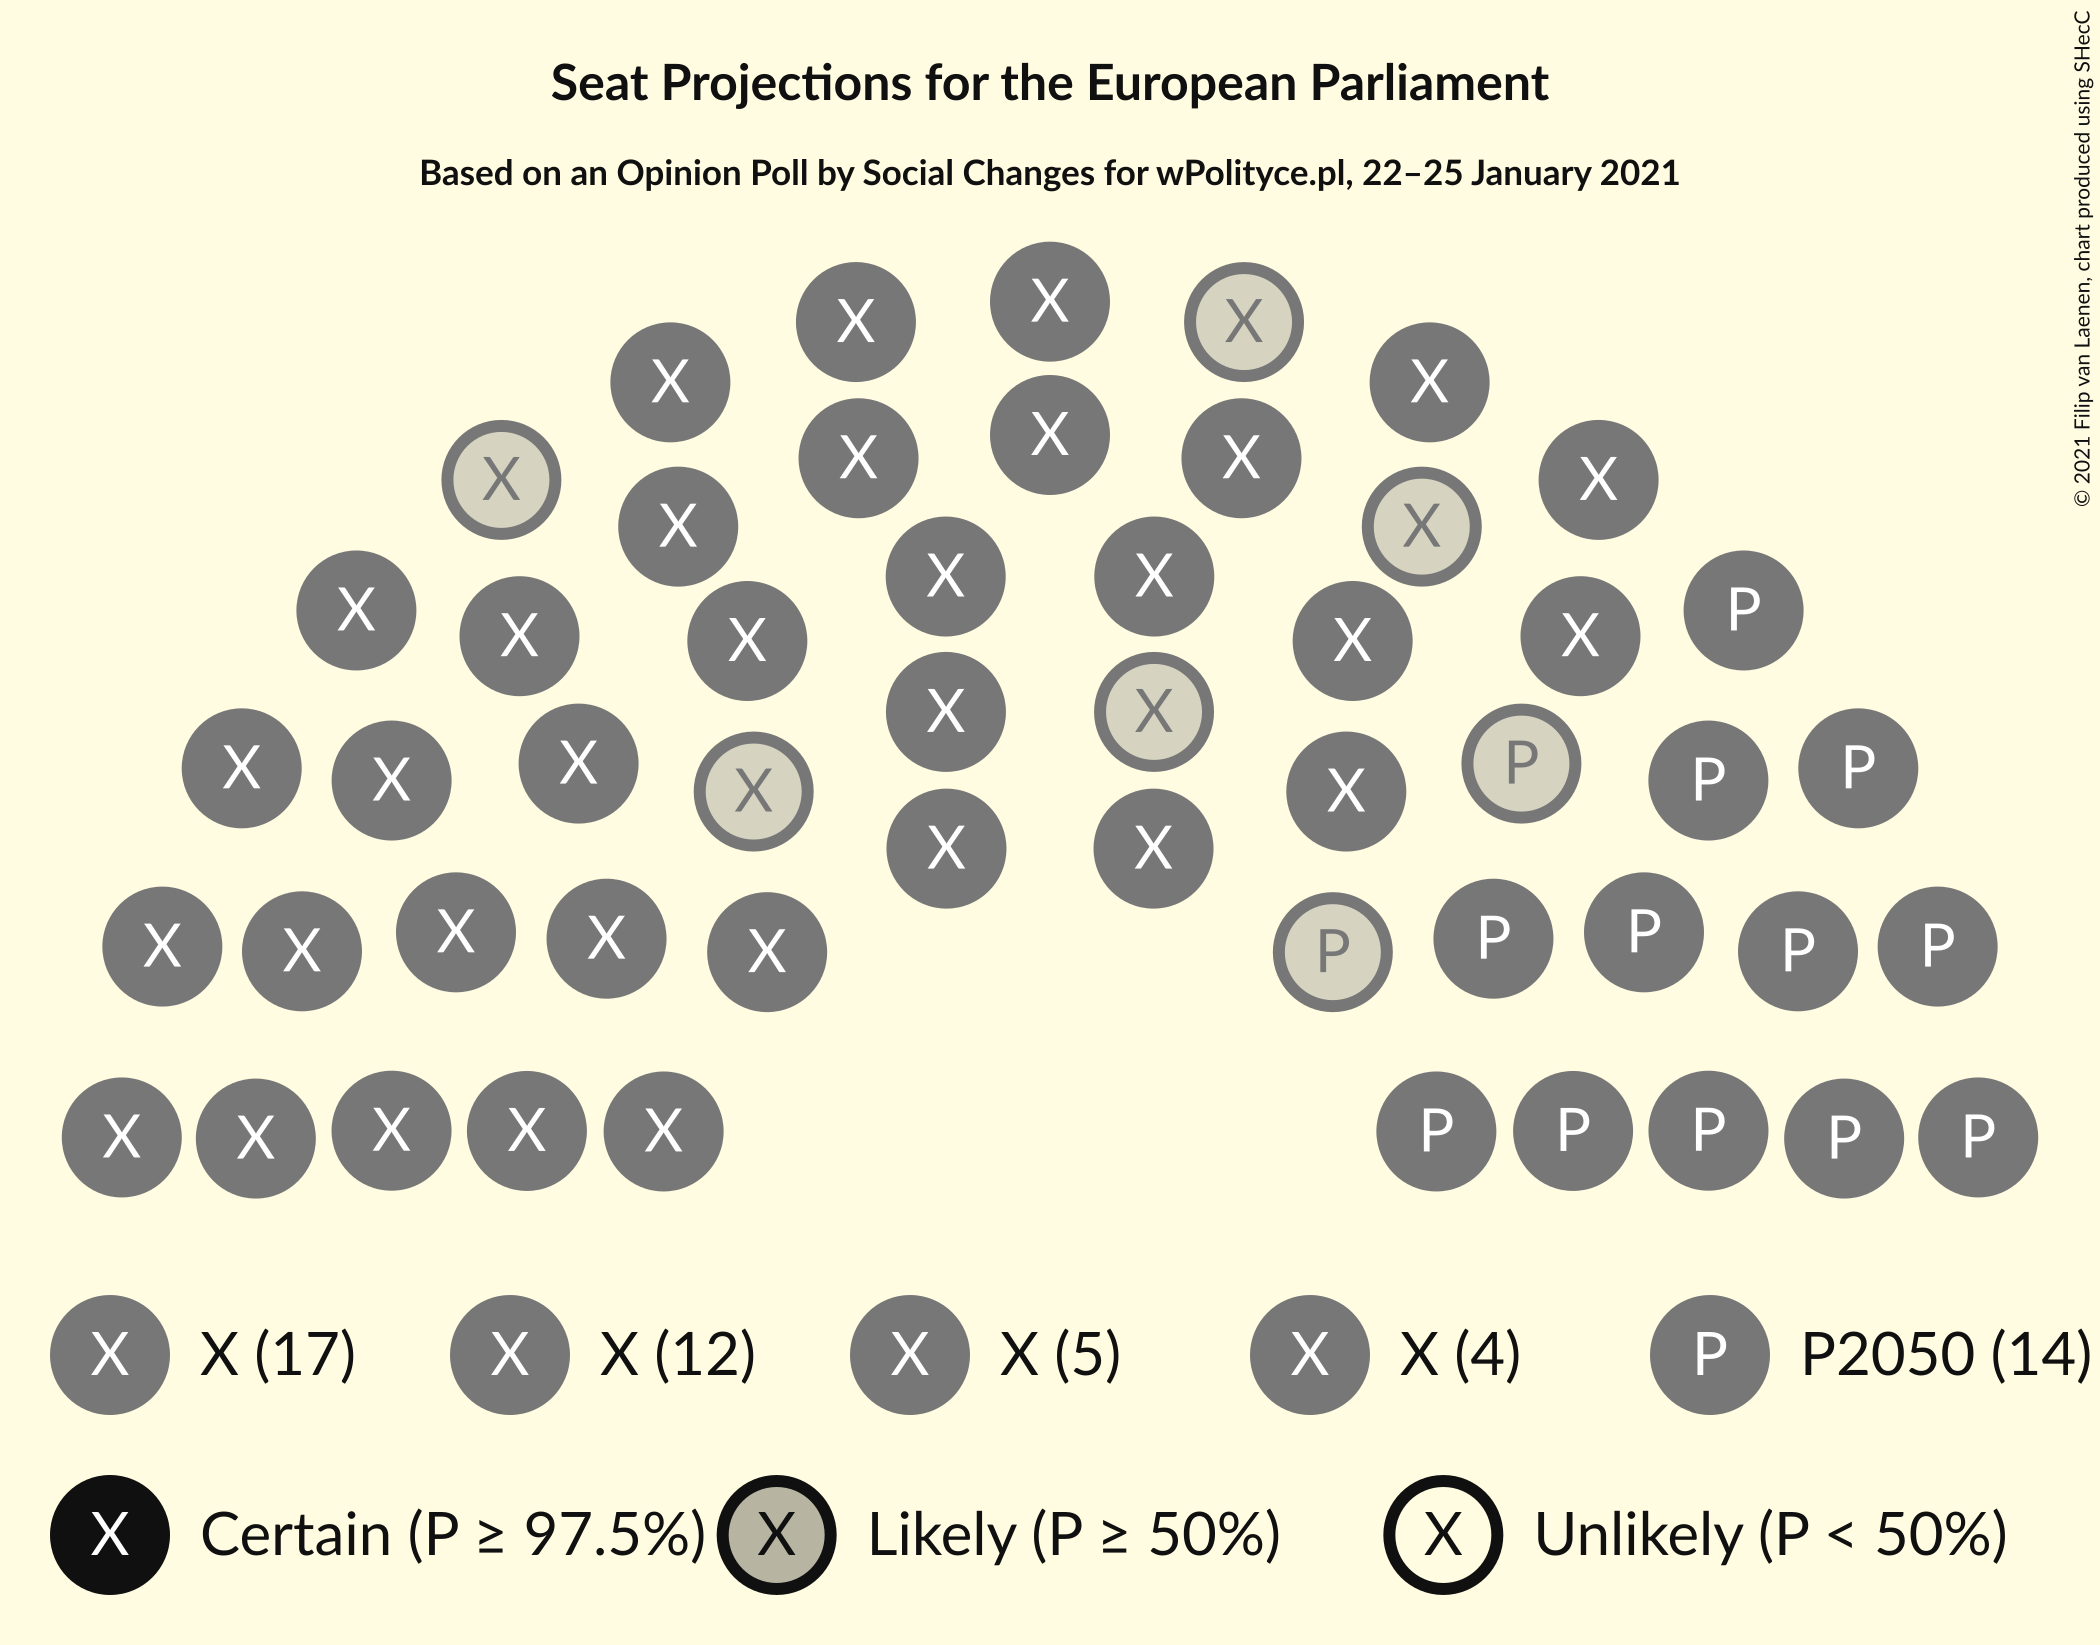 Seat Projections for the European Parliament
Based on an Opinion Poll by Social Changes for wPolityce.pl, 22–25 January 2021
© 2021 Filip van Laenen, chart produced using SHecC
X
X X
X X
X X X X
X X
X X
X X
X X X P
X X X X
X X P
X P
X X X P P P
X X
X X
X X X P P P P
X X P
X X X X X P P P P P
X X (17) X X (12) X X (5) X X (4) P P2050 (14)
X Certain (P ≥ 97.5%) X Likely (P ≥ 50%) X Unlikely (P < 50%)